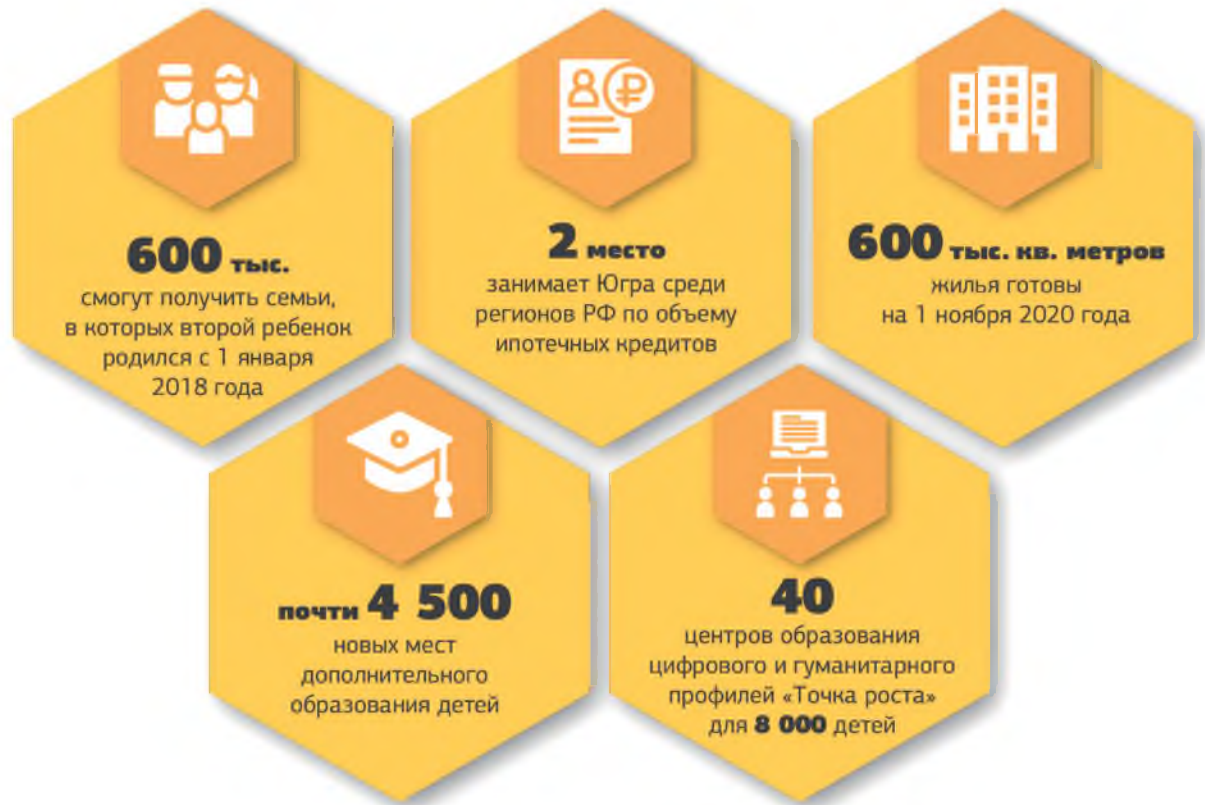 600 тыс.
смогут получить семьи,
в которых второй ребенок
родился с 1 января
2018 года
2 место
занимает Югра среди
регионов РФ по объему
ипотечных кредитов
600 тыс. кв. метров
жилья готовы
на 1 ноября 2020 года
почти 4 500
новых мест
дополнительного
образования детей
40
центров образования
цифрового и гуманитарного
профилей «Точка роста»
для 8 000 детей